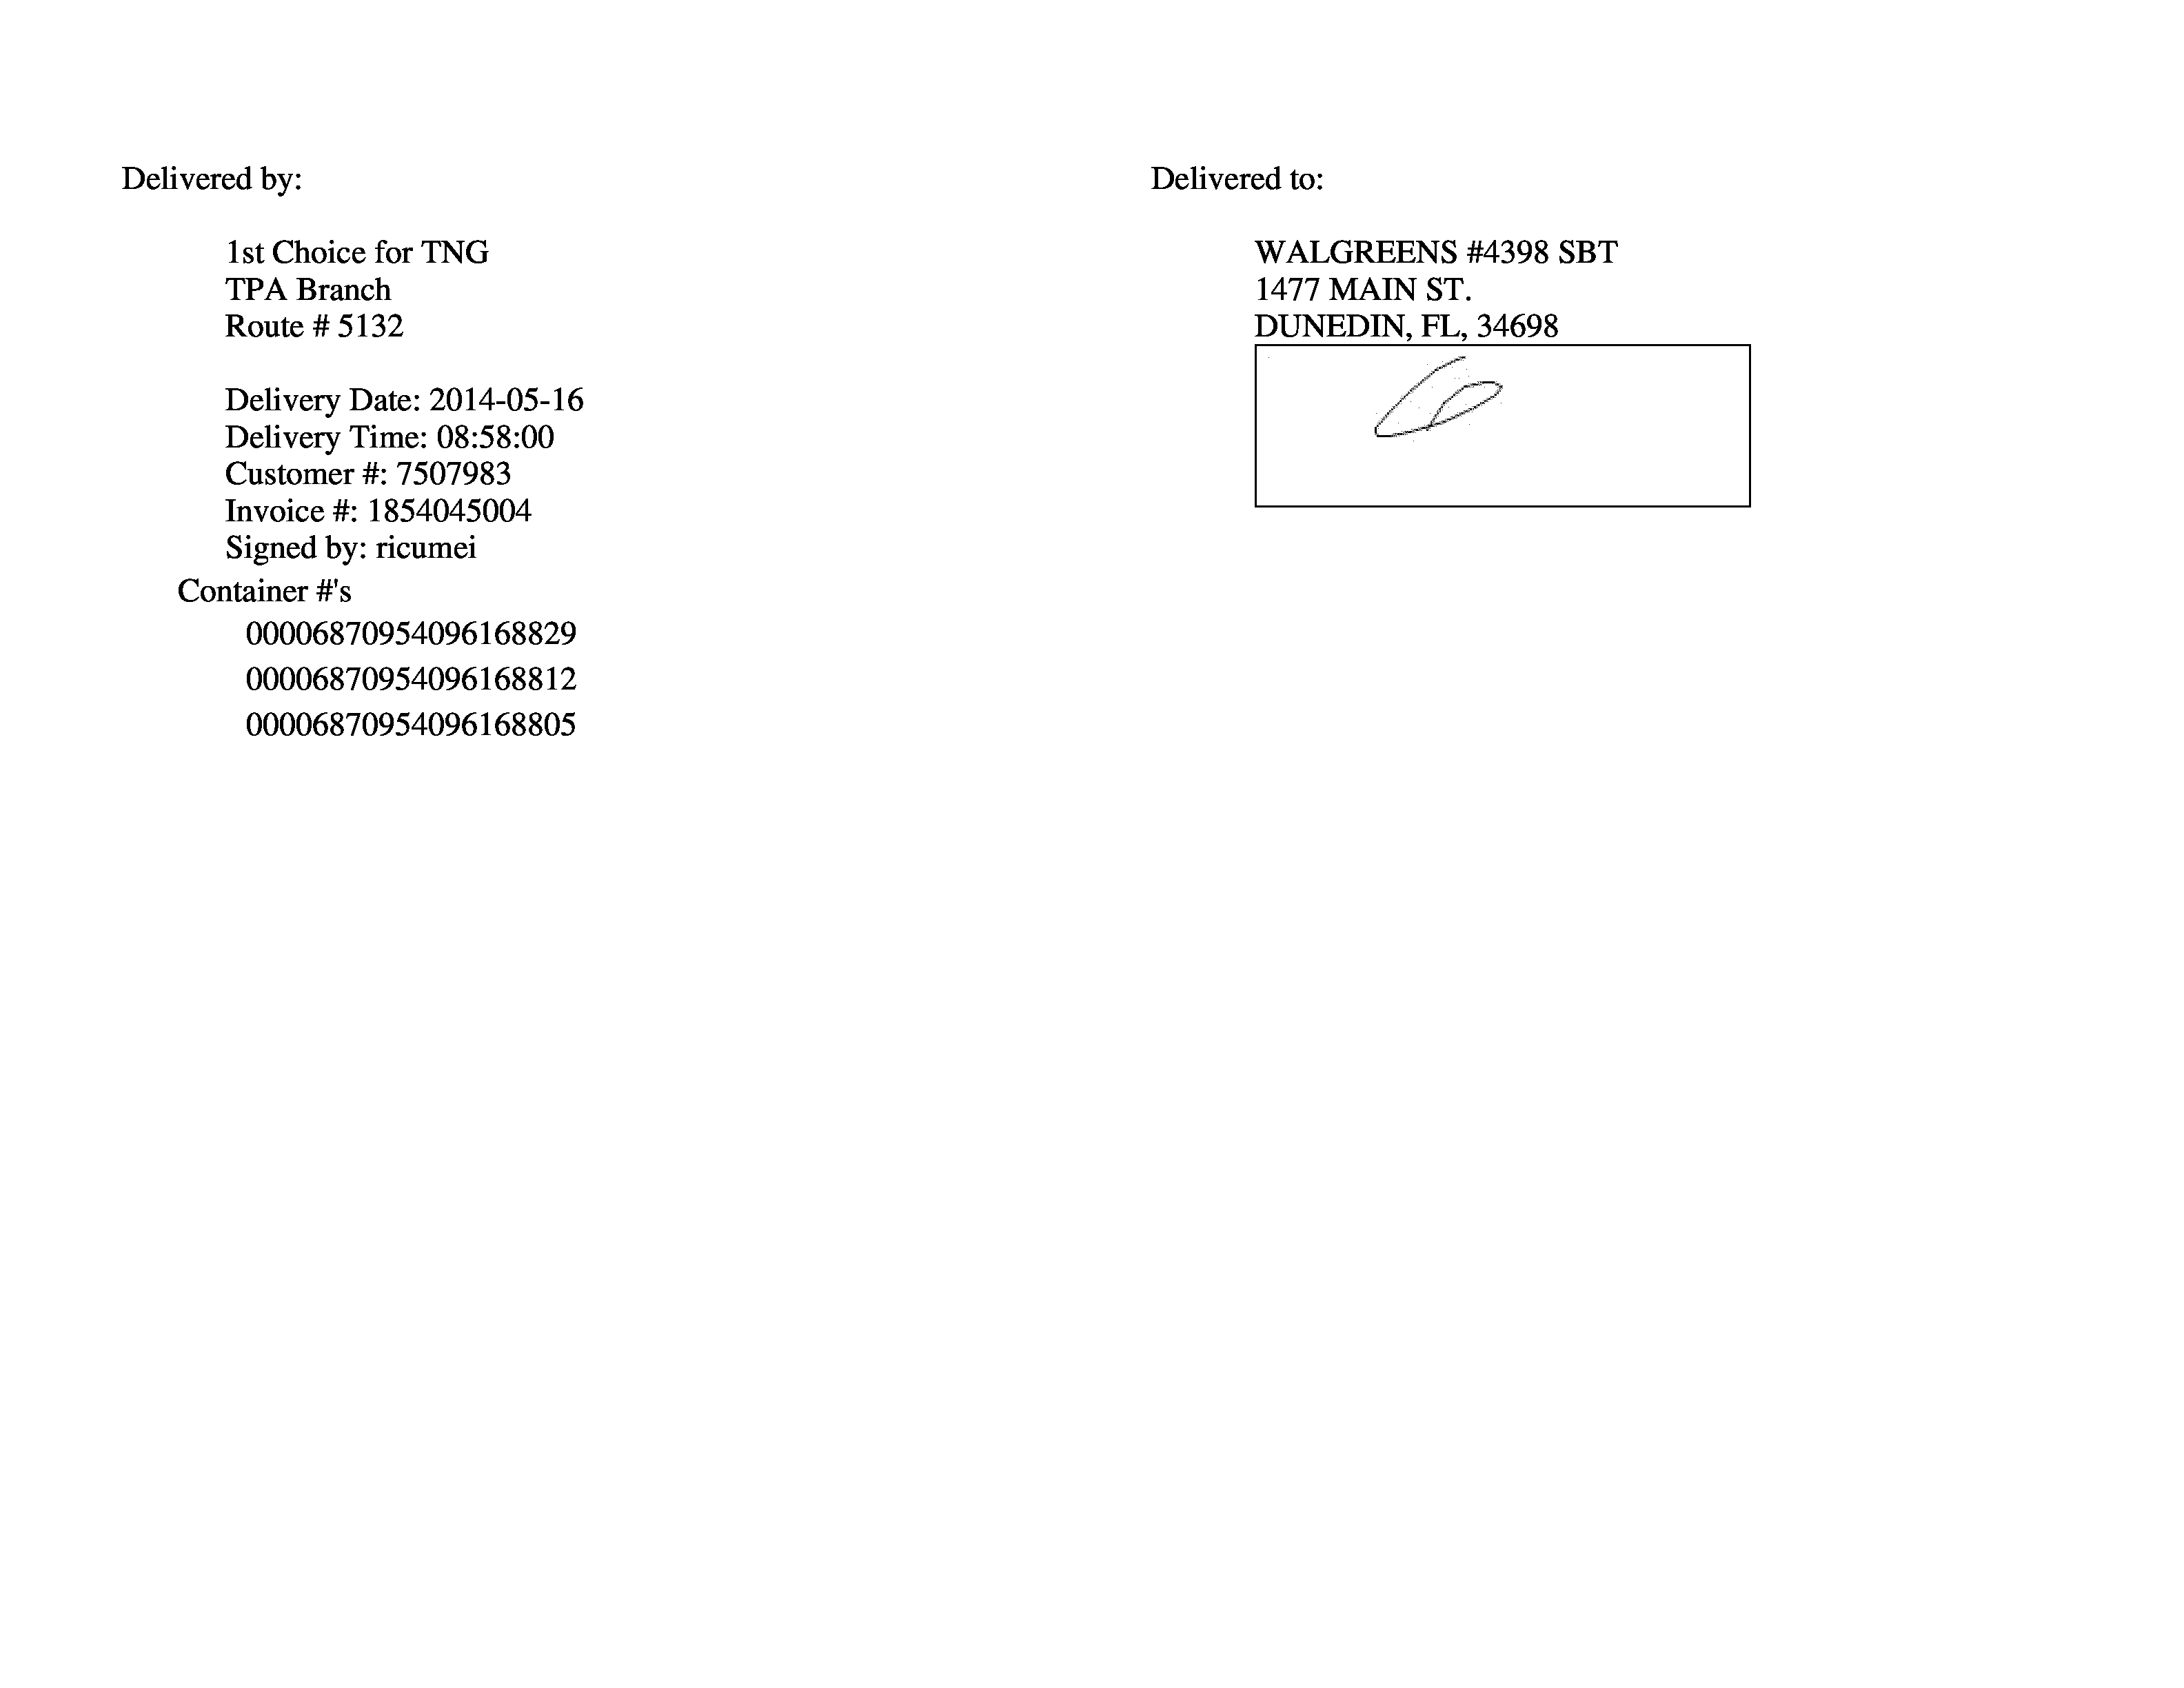 Delivered by:
1st Choice for TNG
TPA Branch
Route # 5132
Delivery Date: 2014-05-16
Delivery Time: 08:58:00
Customer #: 7507983
Invoice #: 1854045004
Signed by: ricumei
Container #'s
00006870954096168829
00006870954096168812
00006870954096168805
Delivered to:
WALGREENS #4398 SBT
1477 MAIN ST.
DUNEDIN, FL, 34698